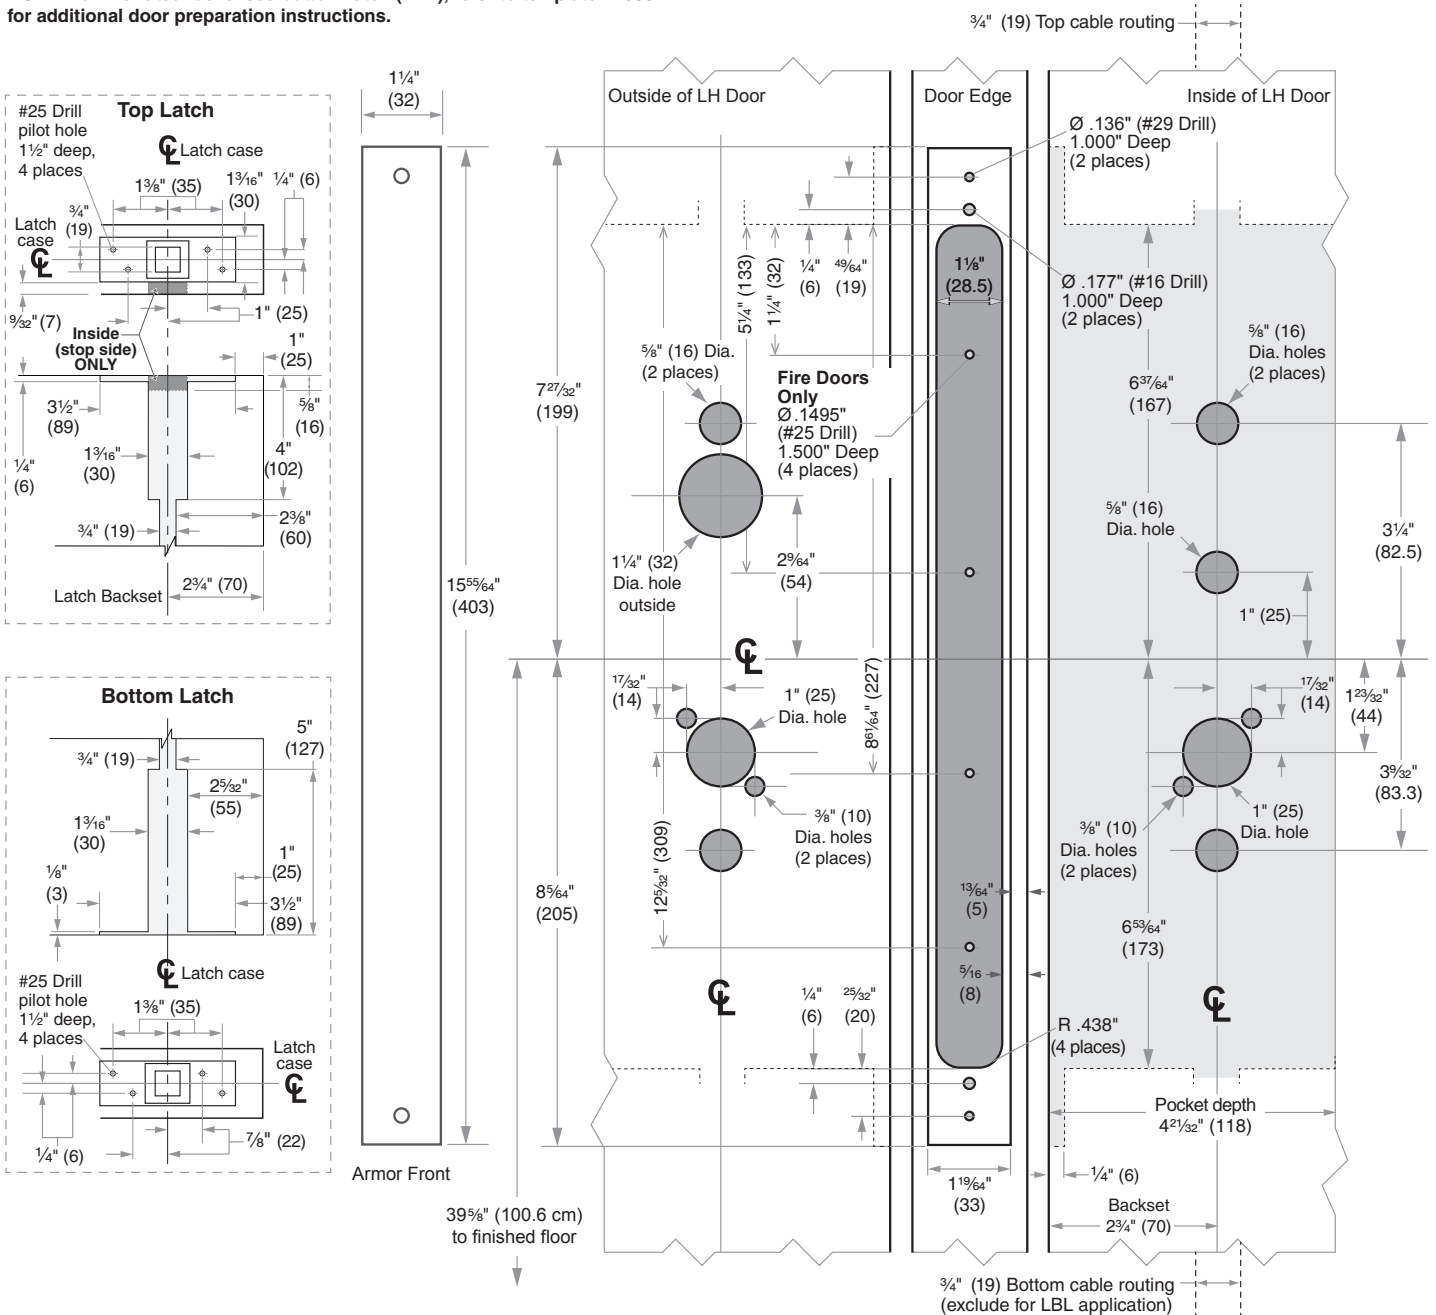 for additional door preparation instructions.
¾" (19) Top cable routing
Top Latch
#25 Drill
pilot hole
1½" deep,
4 places
CL Latch case
1⅜" (35)
1³⁄₁₆"
(30)
¼" (6)
¾"
(19)
Latch
case
CL
⁹⁄₃₂" (7)
Inside
(stop side)
ONLY
1" (25)
1"
(25)
3½"
(89)
⅝"
(16)
¼"
(6)
1³⁄₁₆"
(30)
4"
(102)
¾" (19)
2⅜"
(60)
Latch Backset
2¾" (70)
Bottom Latch
5"
(127)
¾" (19)
2⁵⁄₃₂"
(55)
1³⁄₁₆"
(30)
⅛"
(3)
1"
(25)
3½"
(89)
CL Latch case
#25 Drill
pilot hole
1½" deep,
4 places
1⅜" (35)
Latch
case
CL
⅞" (22)
¼" (6)
1¼"
(32)
15⁵⁵⁄₆₄"
(403)
Armor Front
39⅝" (100.6 cm)
to finished floor
7²⁷⁄₃₂"
(199)
8⁵⁄₆₄"
(205)
Outside of LH Door
5¼" (133)
1¼" (32)
¼"
(6)
⁴⁹⁄₆₄"
(19)
⅝" (16) Dia.
(2 places)
Fire Doors
Only
Ø .1495"
(#25 Drill)
1.500" Deep
(4 places)
1¼" (32)
Dia. hole
outside
2⁹⁄₆₄"
(54)
CL
¹⁷⁄₃₂"
(14)
1" (25)
Dia. hole
8⁶¹⁄₆₄" (227)
⅜" (10)
Dia. holes
(2 places)
12⁵⁄₃₂" (309)
CL
¼"
(6)
²⁵⁄₃₂"
(20)
Door Edge
1⅛"
(28.5)
¹³⁄₆₄"
(5)
⁵⁄₁₆
(8)
1¹⁹⁄₆₄"
(33)
Inside of LH Door
Ø .136" (#29 Drill)
1.000" Deep
(2 places)
Ø .177" (#16 Drill)
1.000" Deep
(2 places)
⅝" (16)
Dia. holes
(2 places)
6³⁷⁄₆₄"
(167)
⅝" (16)
Dia. hole
3¼"
(82.5)
1" (25)
¹⁷⁄₃₂"
(14)
1²³⁄₃₂"
(44)
3⁹⁄₃₂"
(83.3)
1" (25)
Dia. hole
⅜" (10)
Dia. holes
(2 places)
6⁵³⁄₆₄"
(173)
CL
R .438"
(4 places)
Pocket depth
4²¹⁄₃₂" (118)
¼" (6)
Backset
2¾" (70)
¾" (19) Bottom cable routing
(exclude for LBL application)